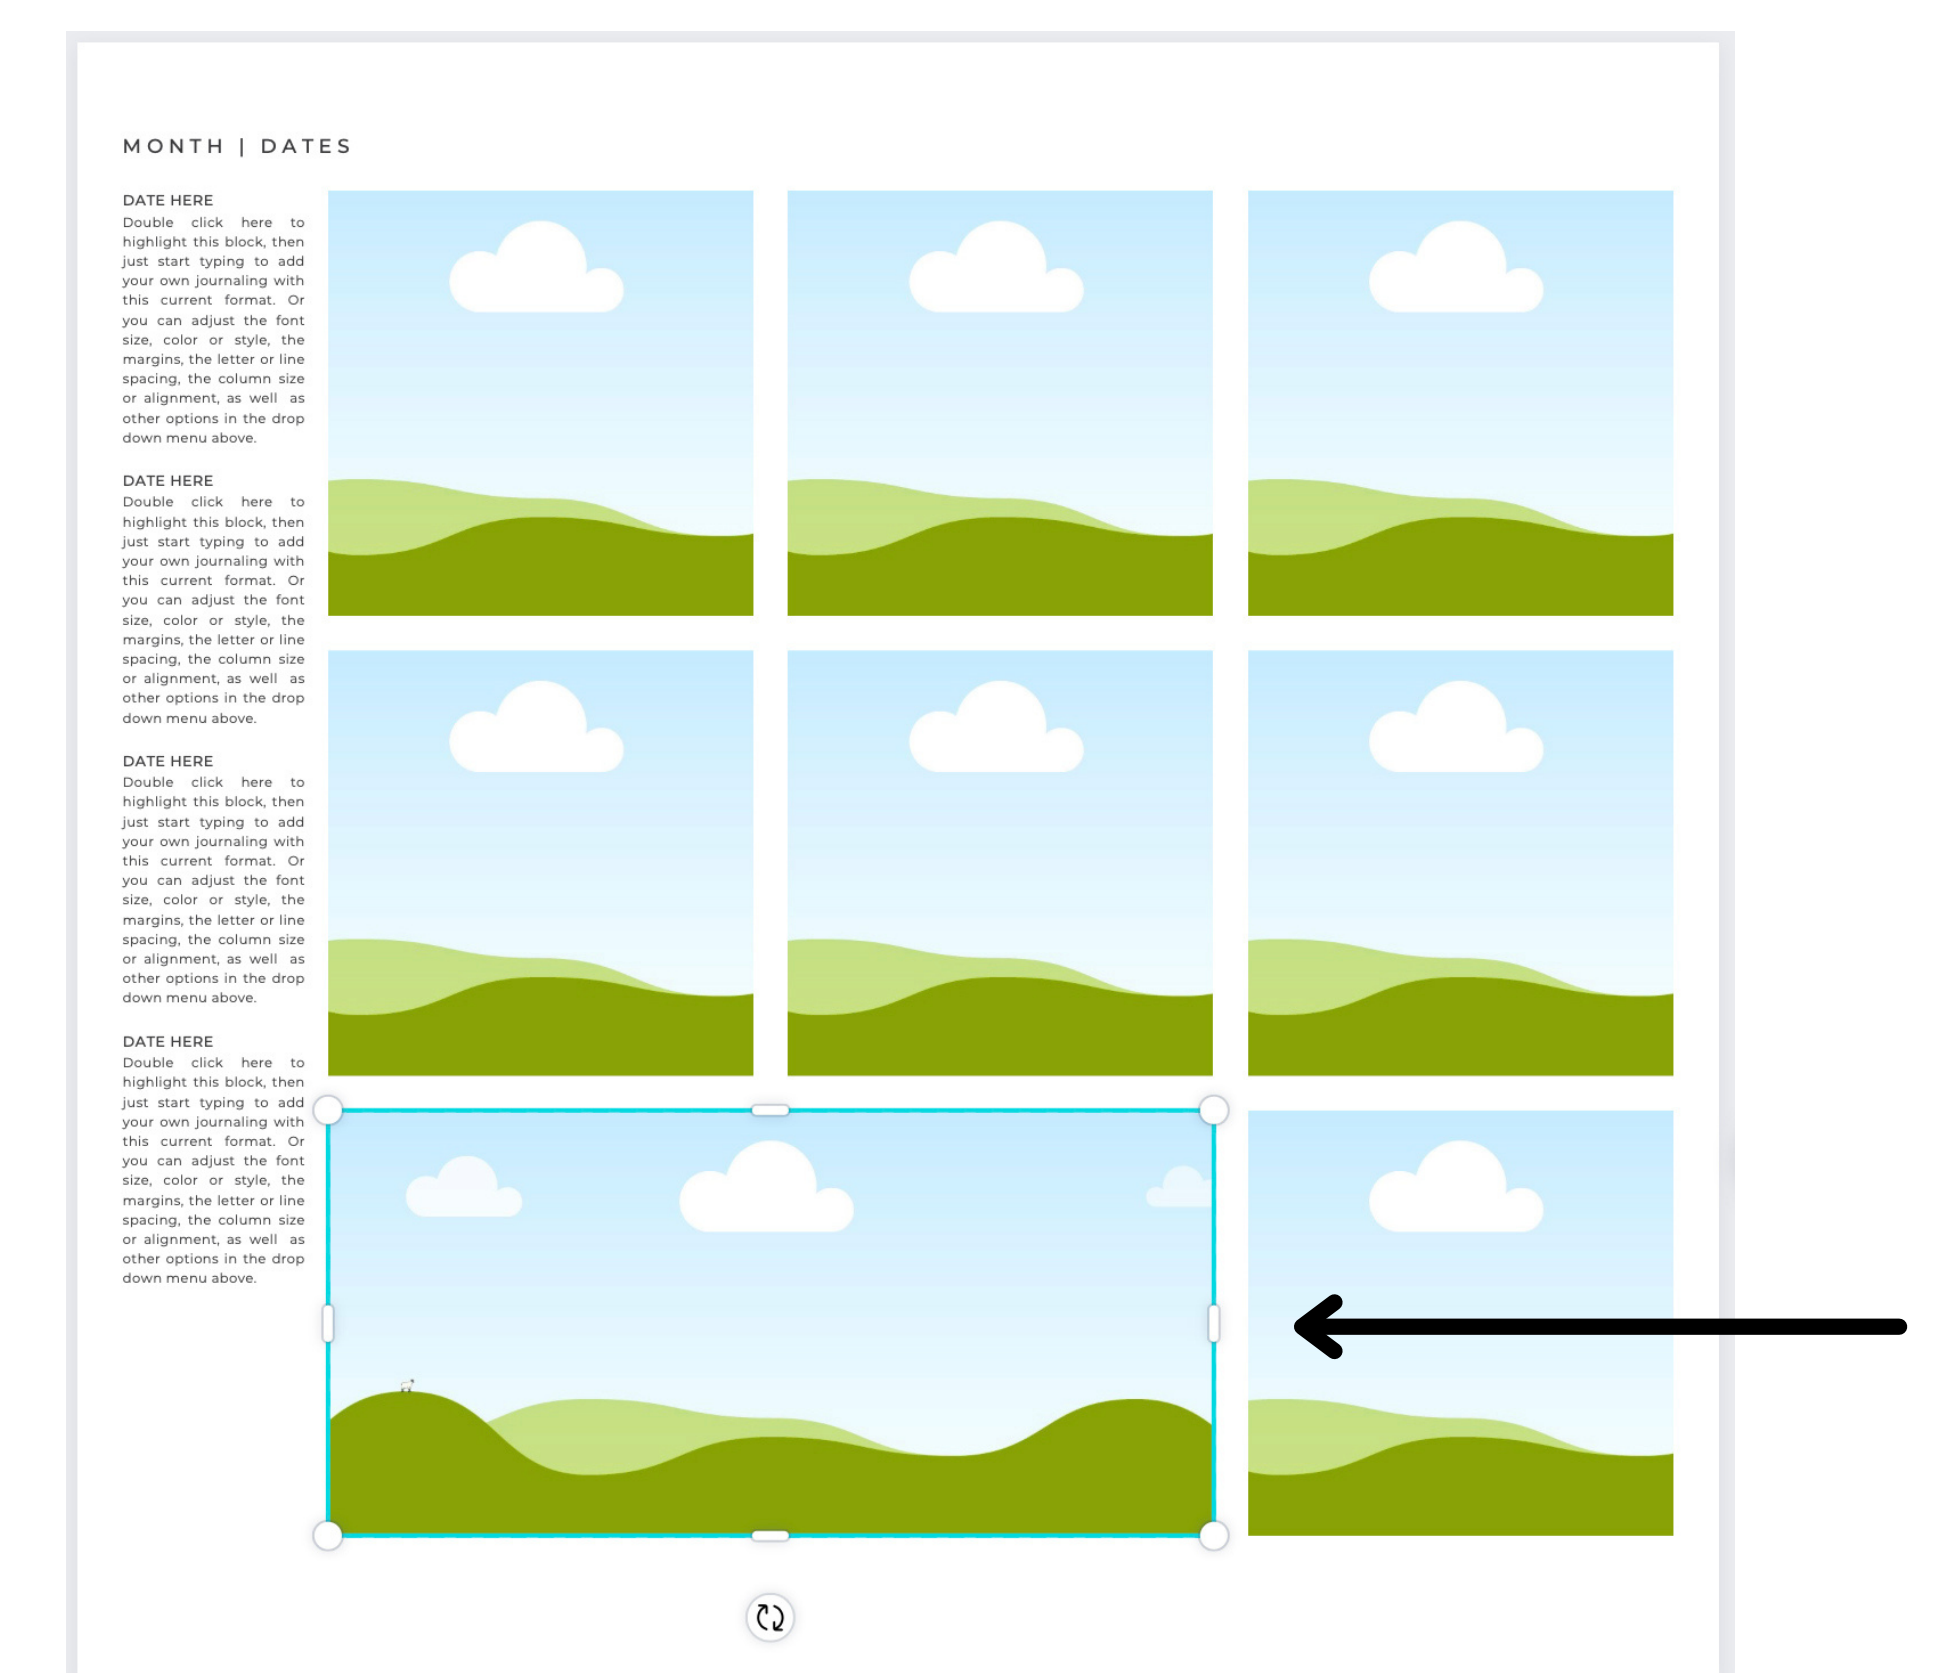 MONTH | DATES
DATE HERE
Double click here to
highlight this block, then
just start typing to add
your own journaling with
this current format. Or
you can adjust the font
size, color or style, the
margins, the letter or line
spacing, the column size
or alignment, as well as
other options in the drop
down menu above.
DATE HERE
Double click here to
highlight this block, then
just start typing to add
your own journaling with
this current format. Or
you can adjust the font
size, color or style, the
margins, the letter or line
spacing, the column size
or alignment, as well as
other options in the drop
down menu above.
DATE HERE
Double click here to
highlight this block, then
just start typing to add
your own journaling with
this current format. Or
you can adjust the font
size, color or style, the
margins, the letter or line
spacing, the column size
or alignment, as well as
other options in the drop
down menu above.
DATE HERE
Double click here to
highlight this block, then
just start typing to add
your own journaling with
this current format. Or
you can adjust the font
size, color or style, the
margins, the letter or line
spacing, the column size
or alignment, as well as
other options in the drop
down menu above.